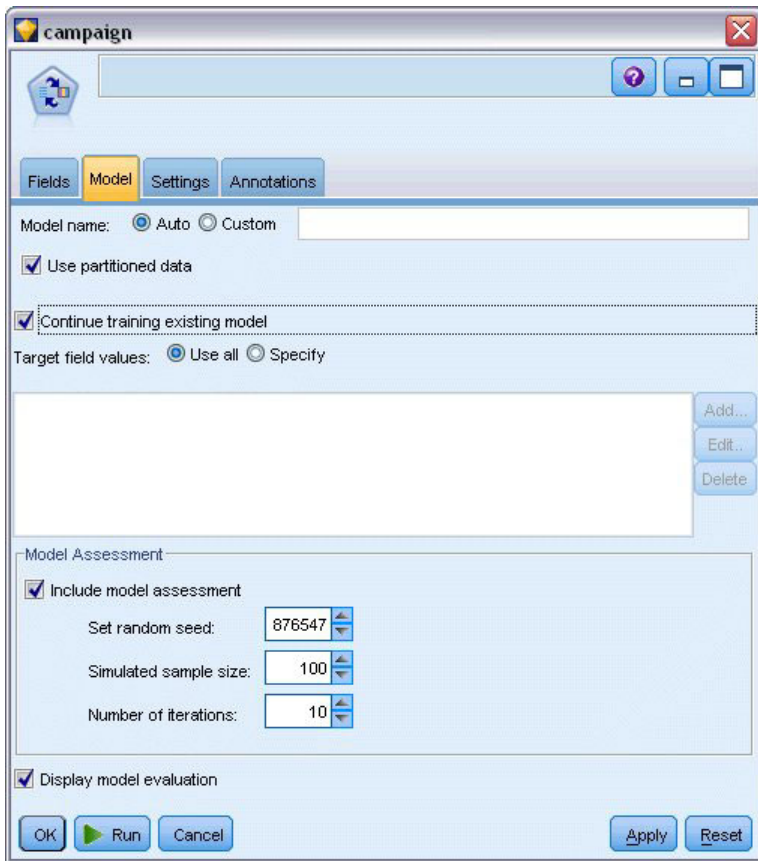 campaign
Fields Model Settings Annotations
Model name: Auto Custom
Use partitioned data
Continue training existing model
Target field values: Use all Specify
Add...
Edit..
Delete
Model Assessment
Include model assessment
Set random seed: 876547
Simulated sample size: 100
Number of iterations: 10
Display model evaluation
OK Run Cancel Apply Reset